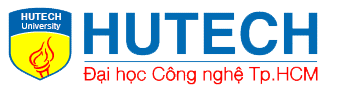 HUTECH
University
HUTECH
Đại học Công nghệ Tp.HCM